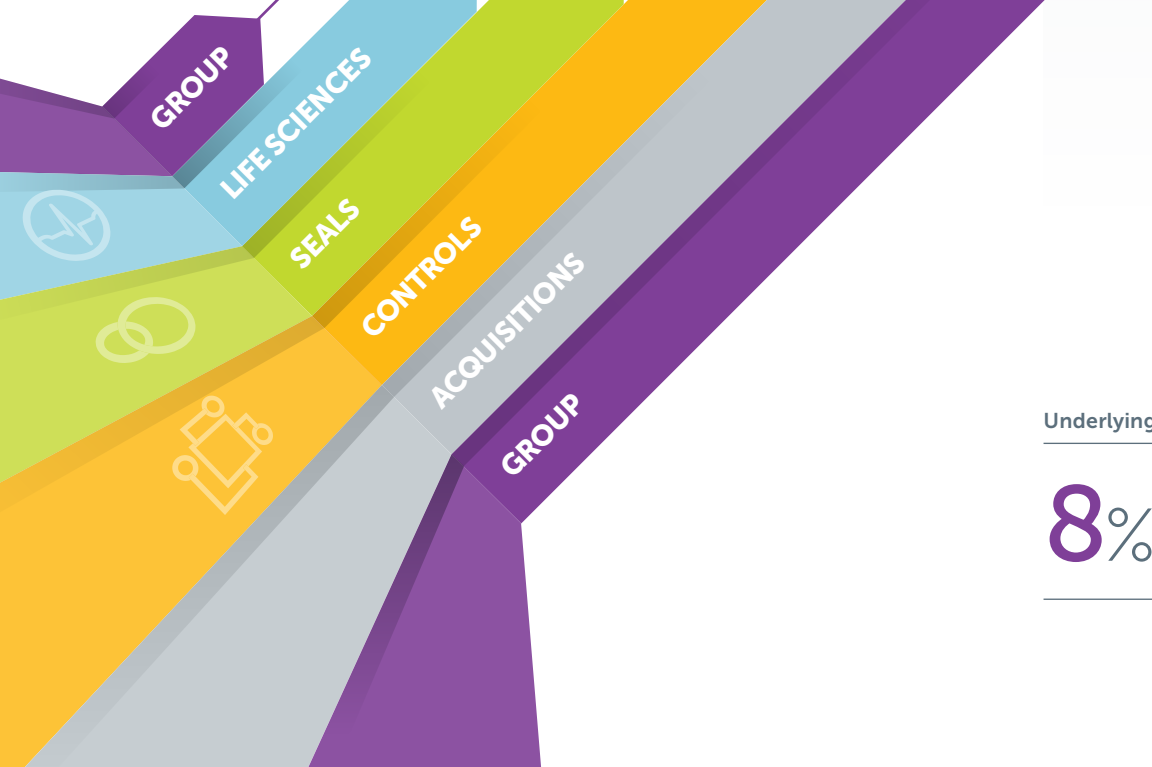 GROUP
LIFE SCIENCES
SEALS
CONTROLS
ACQUISITIONS
GROUP
Underlying
8%